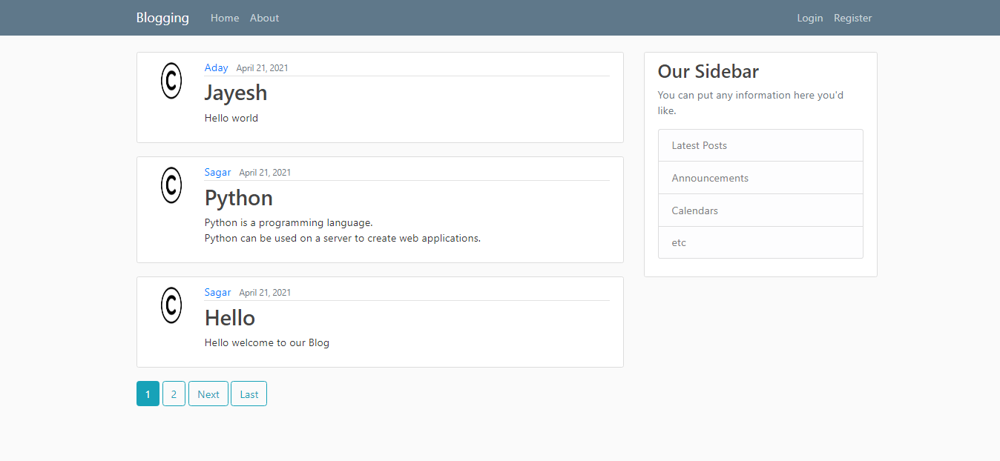 Blogging Home About Login Register
Aday April 21, 2021
Jayesh
Hello world
Sagar April 21, 2021
Python
Python is a programming language.
Python can be used on a server to create web applications.
Sagar April 21, 2021
Hello
Hello welcome to our Blog
1 2 Next Last
Our Sidebar
You can put any information here you'd
like.
Latest Posts
Announcements
Calendars
etc